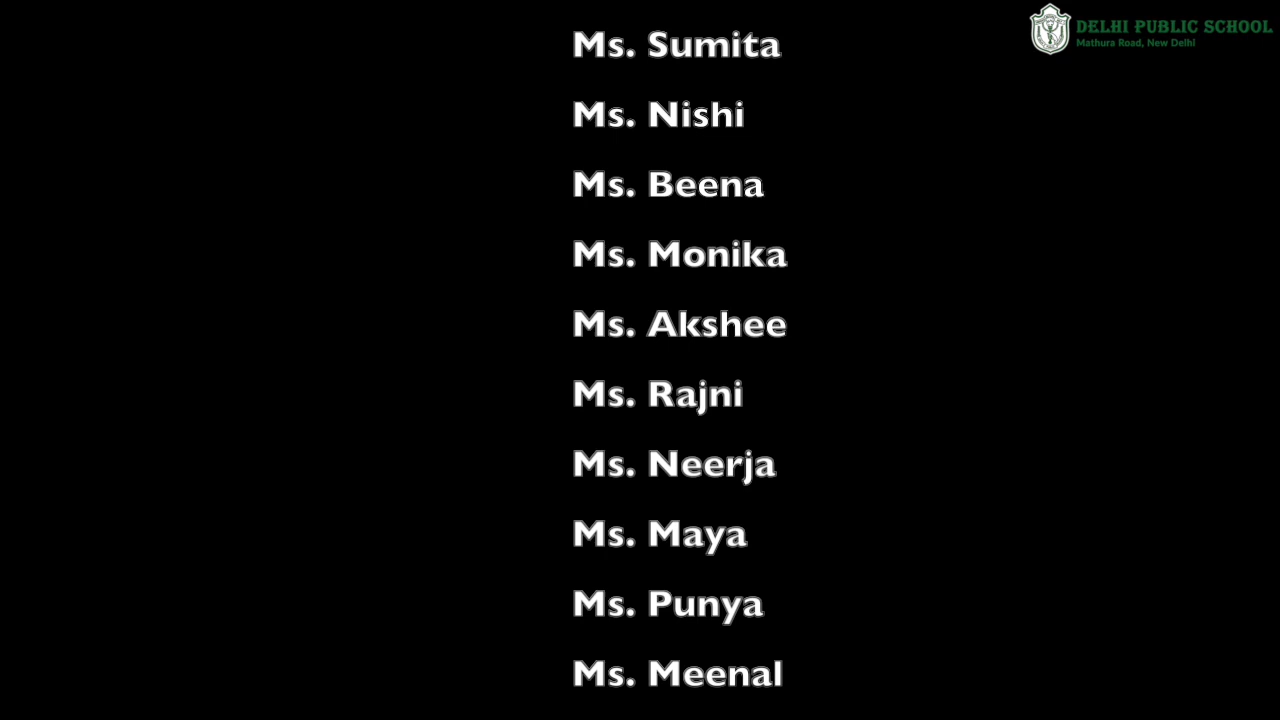 DELHI PUBLIC SCHOOL
Mathura Road, New Delhi
Ms. Sumita
Ms. Nishi
Ms. Beena
Ms. Monika
Ms. Akshee
Ms. Rajni
Ms. Neerja
Ms. Maya
Ms. Punya
Ms. Meenal